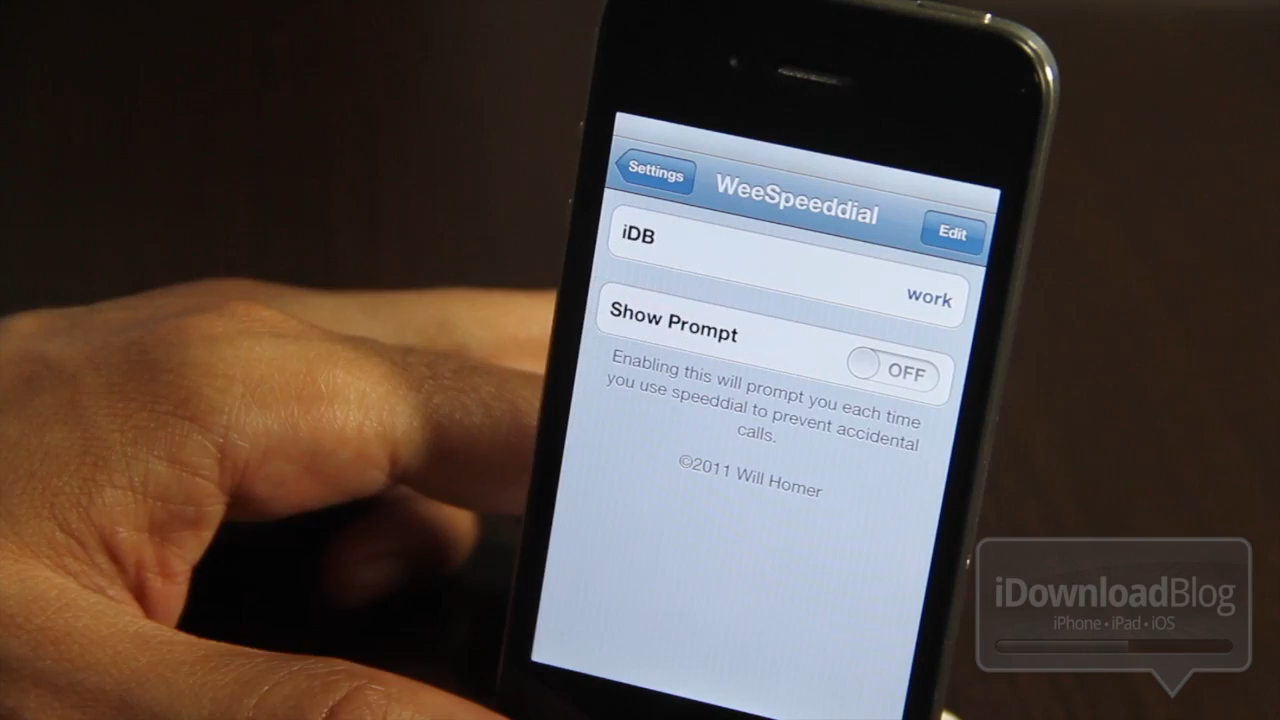 Settings
WeeSpeeddial
Edit
iDB
work
Show Prompt
OFF
Enabling this will prompt you each time
you use speeddial to prevent accidental
calls.
©2011 Will Homer
iDownloadBlog
iPhone • iPad • iOS